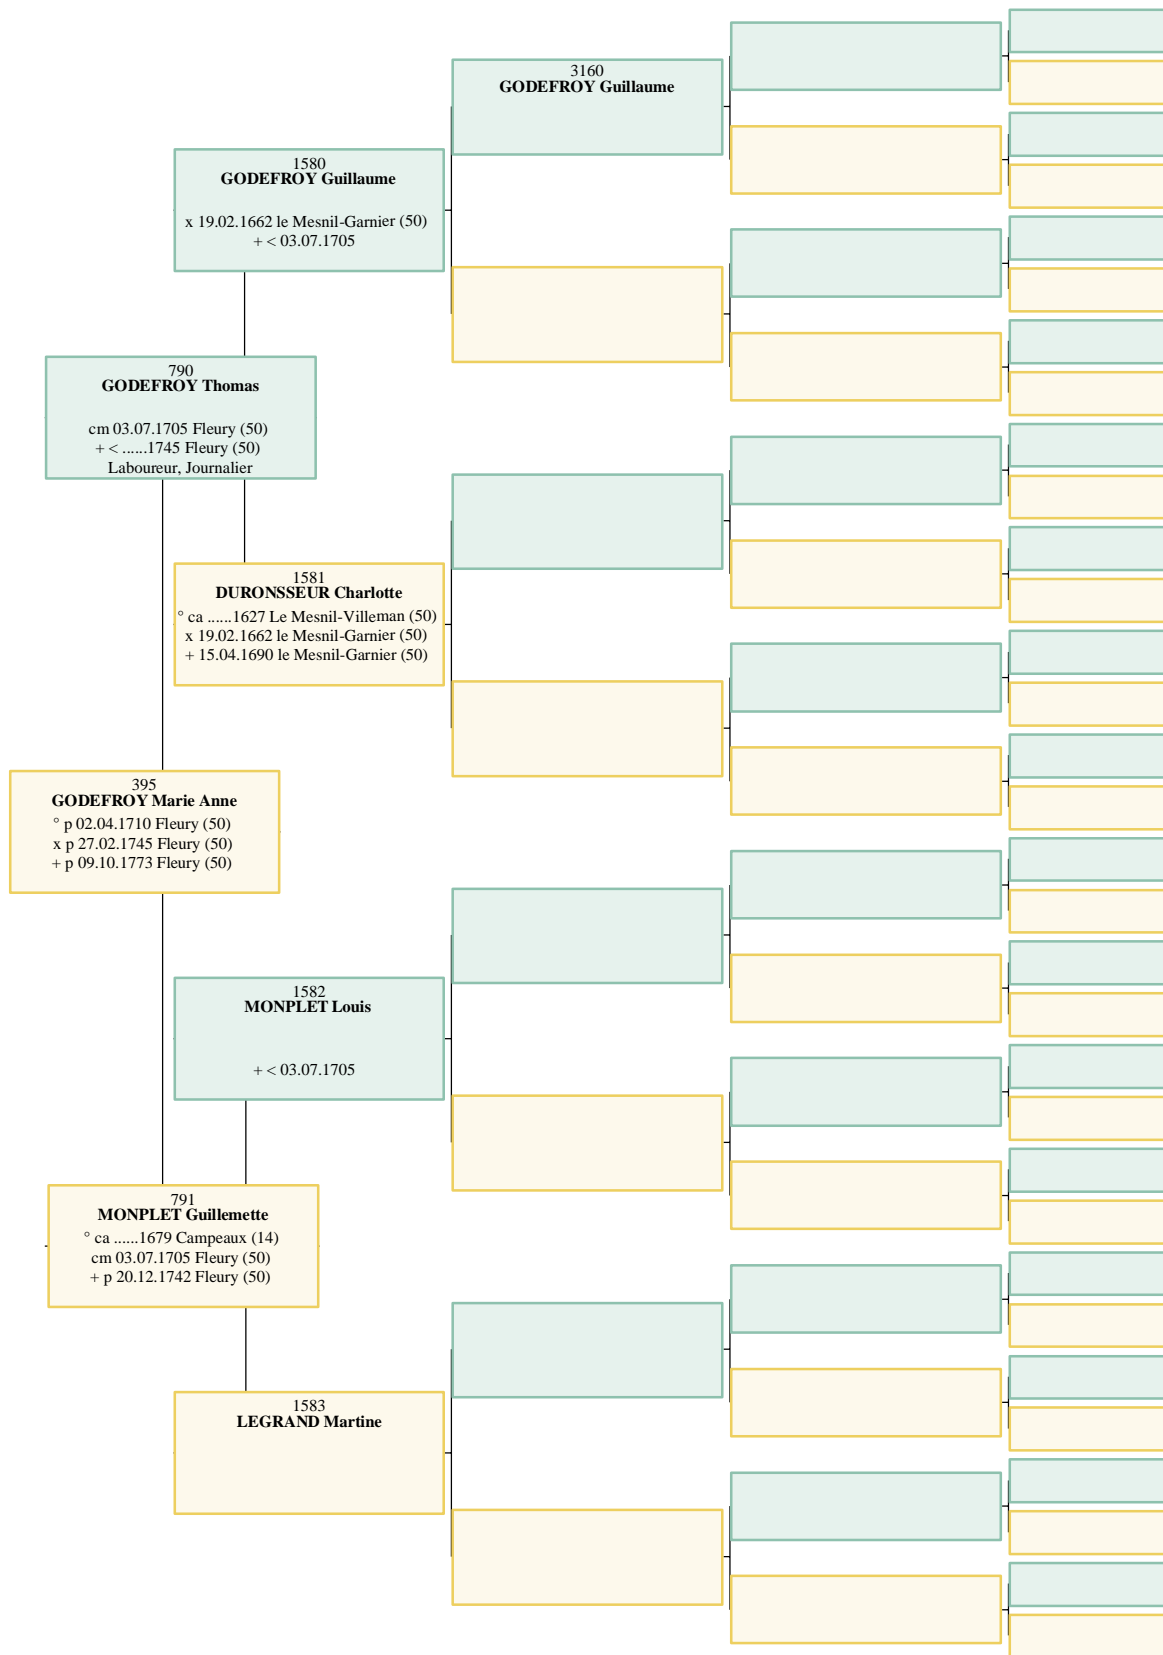 3160
GODEFROY Guillaume
1580
GODEFROY Guillaume
x 19.02.1662 le Mesnil-Garnier (50)
+ < 03.07.1705
790
GODEFROY Thomas
cm 03.07.1705 Fleury (50)
+ < ......1745 Fleury (50)
Laboureur, Journalier
1581
DURONSSEUR Charlotte
° ca ......1627 Le Mesnil-Villeman (50)
x 19.02.1662 le Mesnil-Garnier (50)
+ 15.04.1690 le Mesnil-Garnier (50)
395
GODEFROY Marie Anne
° p 02.04.1710 Fleury (50)
x p 27.02.1745 Fleury (50)
+ p 09.10.1773 Fleury (50)
1582
MONPLET Louis
+ < 03.07.1705
791
MONPLET Guillemette
° ca ......1679 Campeaux (14)
cm 03.07.1705 Fleury (50)
+ p 20.12.1742 Fleury (50)
1583
LEGRAND Martine